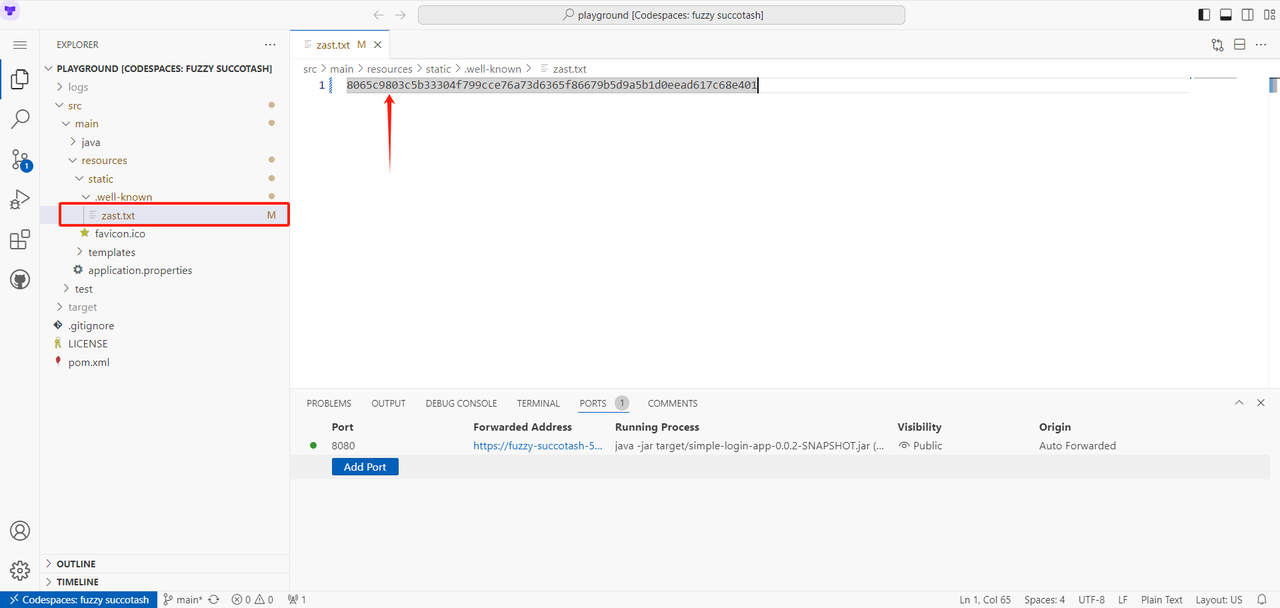 playground [Codespaces: fuzzy succotash]
EXPLORER
PLAYGROUND [CODESPACES: FUZZY SUCCOTASH]
logs
src
main
java
resources
static
.well-known
zast.txt M
favicon.ico
templates
application.properties
test
target
.gitignore
LICENSE
pom.xml
OUTLINE
TIMELINE
1
zast.txt M
src > main > resources > static > .well-known > zast.txt
1 8065c9803c5b33304f799cce76a73d6365f86679b5d9a5b1d0eead617c68e401
PROBLEMS OUTPUT DEBUG CONSOLE TERMINAL PORTS 1 COMMENTS
Port Forwarded Address Running Process Visibility Origin
8080 https://fuzzy-succotash-5... java -jar target/simple-login-app-0.0.2-SNAPSHOT.jar (... Public Auto Forwarded
Add Port
Codespaces: fuzzy succotash main* 0 0 1 Ln 1, Col 65 Spaces: 4 UTF-8 LF Plain Text Layout: US